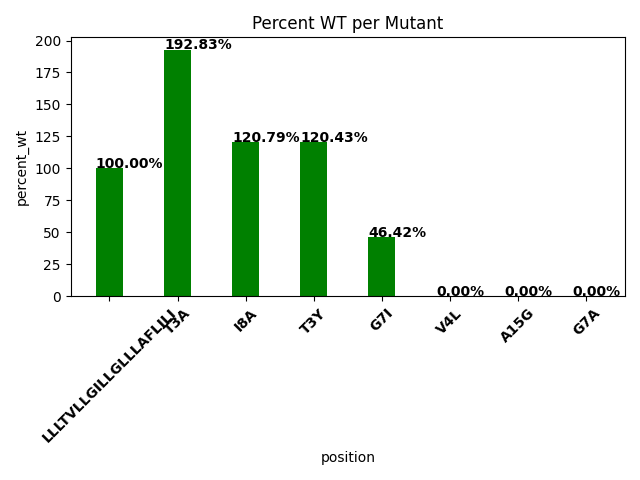 Percent WT per Mutant
percent_wt
200
175
150
125
100
75
50
25
0
100.00%
192.83%
120.79%
120.43%
46.42%
0.00%
0.00%
0.00%
LLLTVLLGILLGLLLAFLILI
T3A
I8A
T3Y
G7I
V4L
A15G
G7A
position